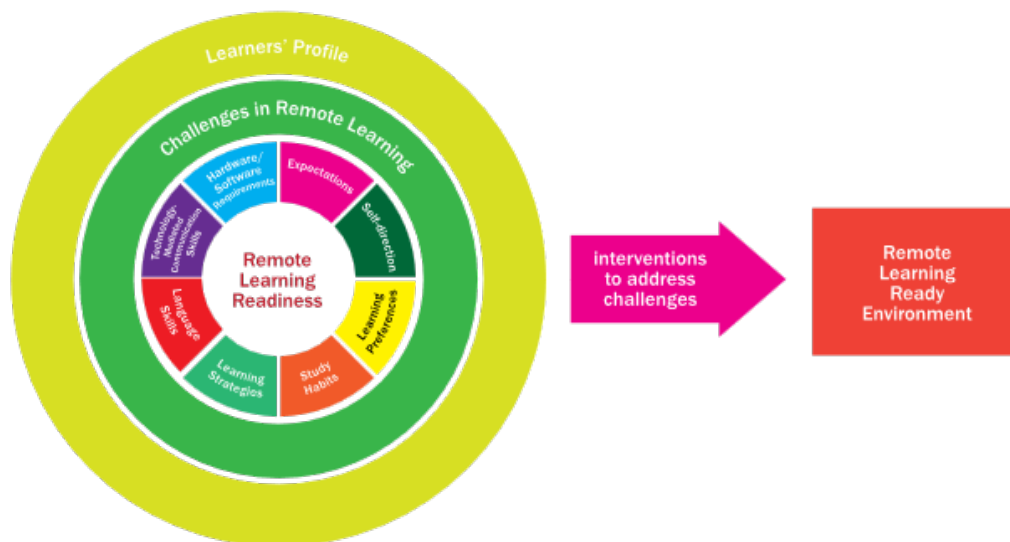 Learners' Profile
Challenges in Remote Learning
Hardware/
Software
Requirements
Expectations
Self-direction
Learning
Preferences
Study
Habits
Learning
Strategies
Language
Skills
Technology-
Mediated
Communication
Skills
Remote
Learning
Readiness
interventions
to address
challenges
Remote
Learning
Ready
Environment